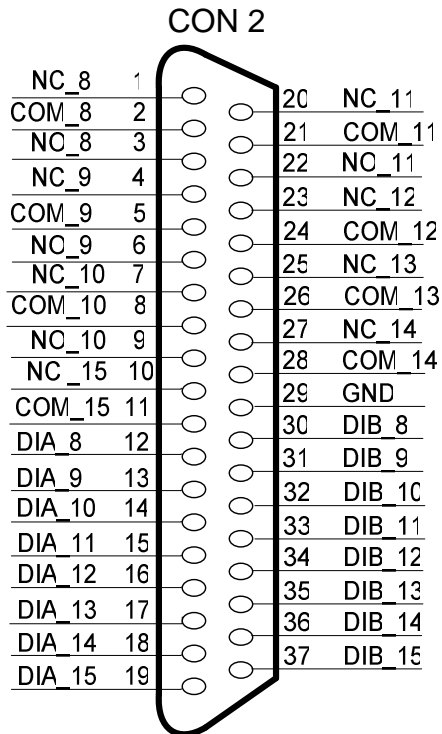 CON 2
NC_8 1
COM_8 2
NO_8 3
NC_9 4
COM_9 5
NO_9 6
NC_10 7
COM_10 8
NO_10 9
NC_15 10
COM_15 11
DIA_8 12
DIA_9 13
DIA_10 14
DIA_11 15
DIA_12 16
DIA_13 17
DIA_14 18
DIA_15 19
20 NC_11
21 COM_11
22 NO_11
23 NC_12
24 COM_12
25 NC_13
26 COM_13
27 NC_14
28 COM_14
29 GND
30 DIB_8
31 DIB_9
32 DIB_10
33 DIB_11
34 DIB_12
35 DIB_13
36 DIB_14
37 DIB_15